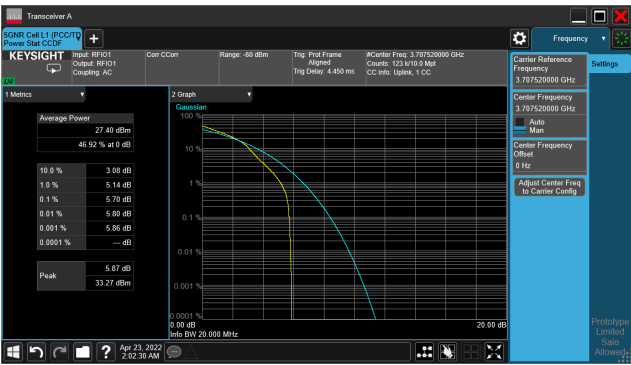 Transceiver A
5GNR Cell L1 (PCC/TD
Power Stat CCDF
KEYSIGHT
LXI
Input: RFIO1
Output: RFIO1
Coupling: AC
Corr CCorr
Range: -60 dBm
Trig: Prot Frame
Aligned
Trig Delay: 4.450 ms
#Center Freq: 3.707520000 GHz
Counts: 123 k/10.0 Mpt
CC Info: Uplink, 1 CC
1 Metrics
Average Power
27.40 dBm
46.92 % at 0 dB
10.0 % 3.08 dB
1.0 % 5.14 dB
0.1 % 5.70 dB
0.01 % 5.80 dB
0.001 % 5.86 dB
0.0001 % --- dB
Peak
5.87 dB
33.27 dBm
2 Graph
Gaussian
100 %
10 %
1 %
0.1 %
0.01 %
0.001 %
0.0001 %
0.00 dB
20.00 dB
Info BW 20.000 MHz
Frequency
Settings
Carrier Reference
Frequency
3.707520000 GHz
Center Frequency
3.707520000 GHz
Auto
Man
Center Frequency
Offset
0 Hz
Adjust Center Freq
to Carrier Config
Prototype
Limited
Sale
Allowed
Apr 23, 2022
2:02:30 AM